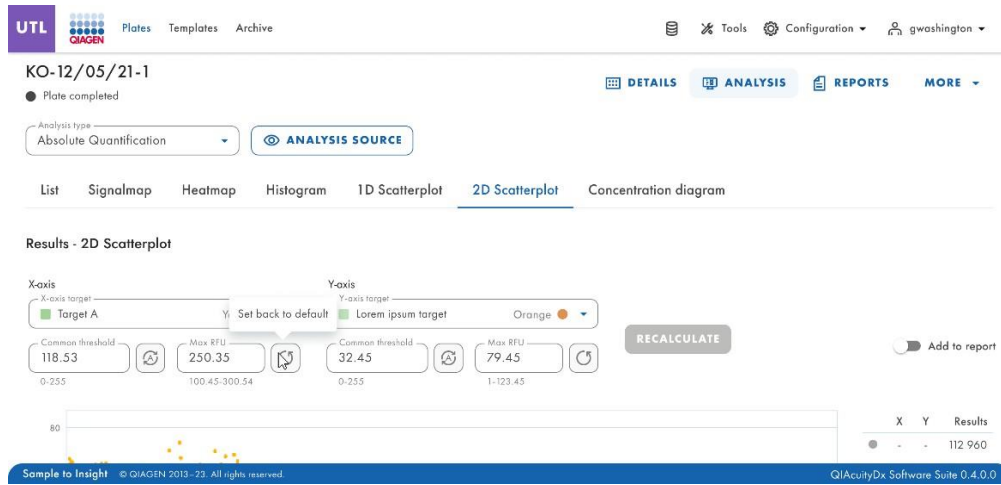 UTL QIAGEN Plates Templates Archive Tools Configuration gwashington
KO-12/05/21-1
Plate completed
DETAILS ANALYSIS REPORTS MORE
Analysis type
Absolute Quantification
ANALYSIS SOURCE
List Signalmap Heatmap Histogram 1D Scatterplot 2D Scatterplot Concentration diagram
Results - 2D Scatterplot
X-axis Y-axis
X-axis target Y-axis target
Target A Set back to default Lorem ipsum target Orange
RECALCULATE
Common threshold Max RFU Common threshold Max RFU
118.53 A 250.35 32.45 A 79.45
Add to report
0-255 100.45-300.54 0-255 1-123.45
X Y Results
80
- - 112 960
Sample to Insight © QIAGEN 2013-23. All rights reserved. QIAcuityDx Software Suite 0.4.0.0